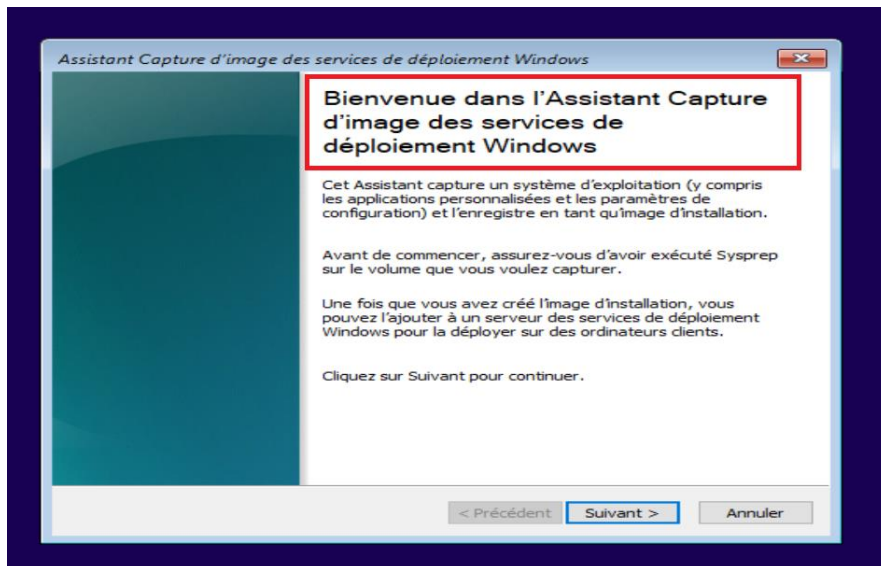 Assistant Capture d'image des services de déploiement Windows
Bienvenue dans l'Assistant Capture
d'image des services de
déploiement Windows
Cet Assistant capture un système d'exploitation (y compris
les applications personnalisées et les paramètres de
configuration) et l'enregistre en tant qu'image d'installation.
Avant de commencer, assurez-vous d'avoir exécuté Sysprep
sur le volume que vous voulez capturer.
Une fois que vous avez créé l'image d'installation, vous
pouvez l'ajouter à un serveur des services de déploiement
Windows pour la déployer sur des ordinateurs clients.
Cliquez sur Suivant pour continuer.
< Précédent Suivant > Annuler